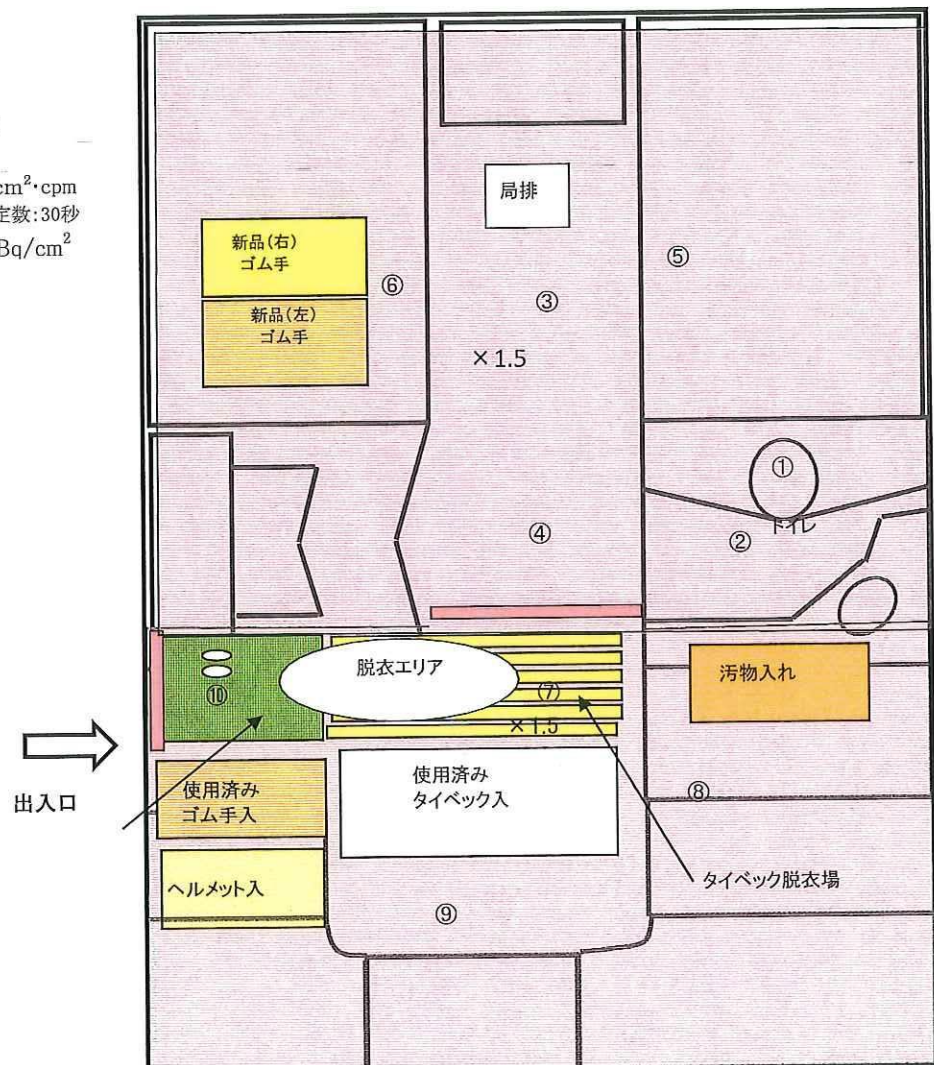 cm²·cpm
定数:30秒
Bq/cm²
局排
新品(右)
ゴム手
新品(左)
ゴム手
⑥
③
⑤
×1.5
①
④
②
トイレ
脱衣エリア
⑩
⑦
×1.5
汚物入れ
出入口
使用済み
ゴム手入
使用済み
タイベック入
⑧
ヘルメット入
タイベック脱衣場
⑨